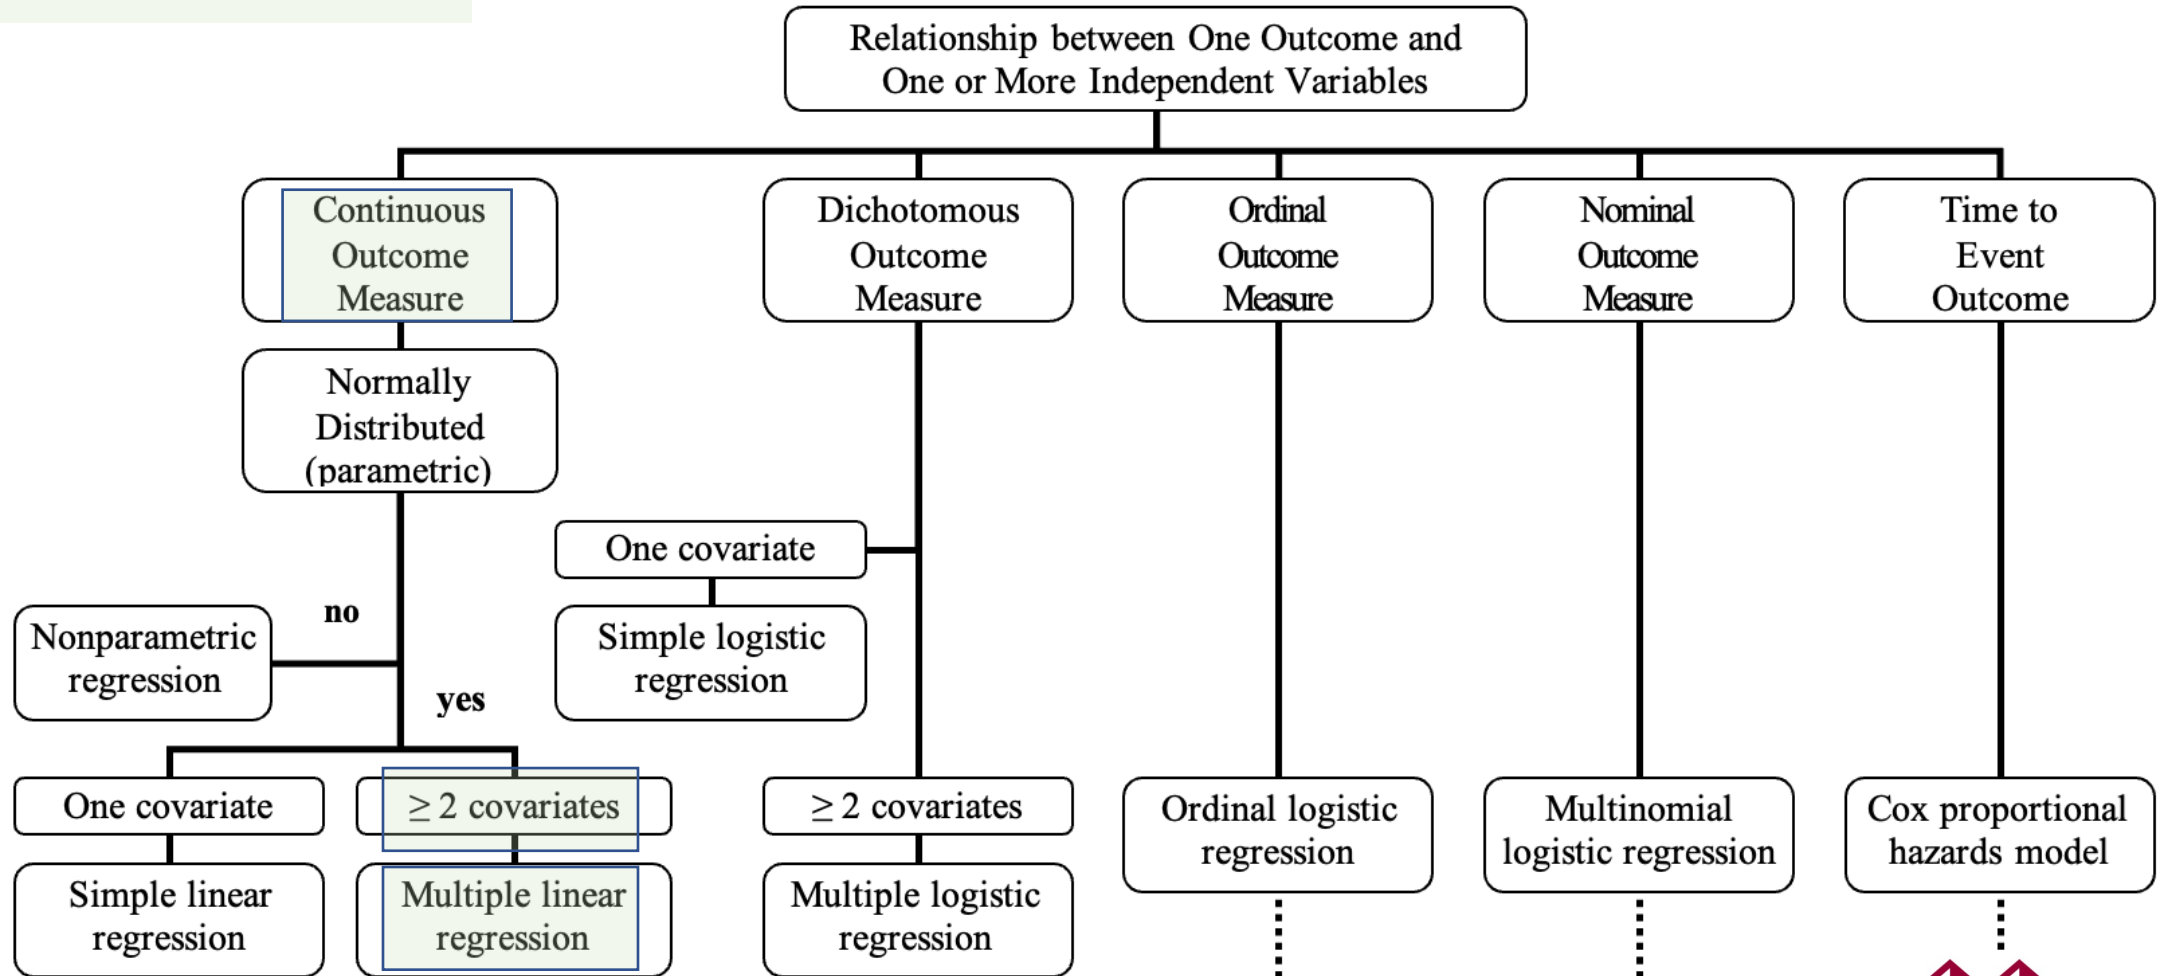 Relationship between One Outcome and
One or More Independent Variables
Continuous
Outcome
Measure
Dichotomous
Outcome
Measure
Ordinal
Outcome
Measure
Nominal
Outcome
Measure
Time to
Event
Outcome
Normally
Distributed
(parametric)
One covariate
Simple logistic
regression
no
Nonparametric
regression
yes
One covariate
≥ 2 covariates
≥ 2 covariates
Simple linear
regression
Multiple linear
regression
Multiple logistic
regression
Ordinal logistic
regression
Multinomial
logistic regression
Cox proportional
hazards model